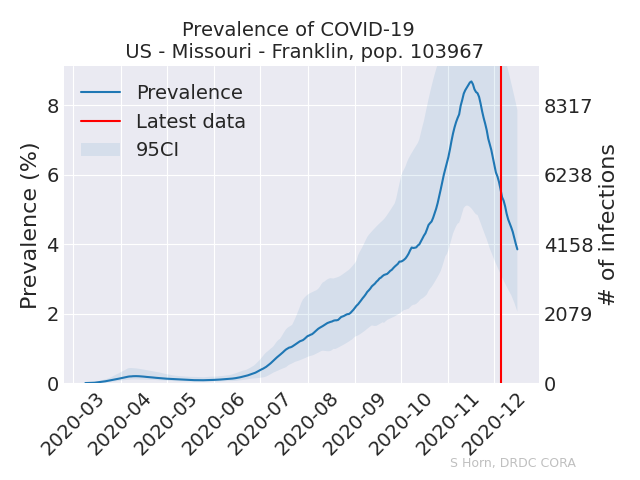 Prevalence of COVID-19
US - Missouri - Franklin, pop. 103967
Prevalence
Latest data
95CI
Prevalence (%)
8
6
4
2
0
8317
6238
4158
2079
0
# of infections
2020-03
2020-04
2020-05
2020-06
2020-07
2020-08
2020-09
2020-10
2020-11
2020-12
S Horn, DRDC CORA